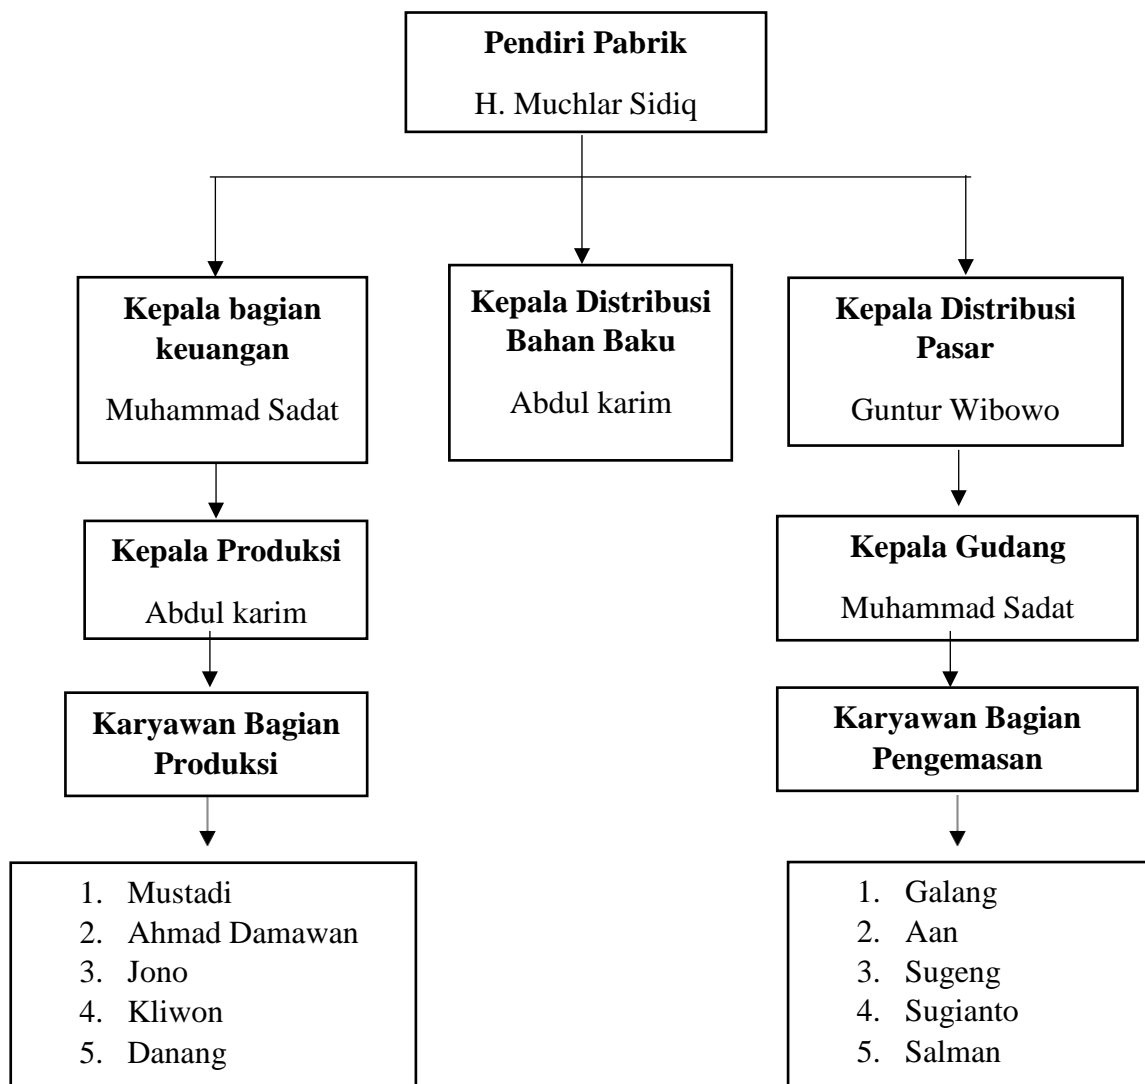 Pendiri Pabrik
H. Muchlar Sidiq
Kepala bagian
keuangan
Muhammad Sadat
Kepala Distribusi
Bahan Baku
Abdul karim
Kepala Distribusi
Pasar
Guntur Wibowo
Kepala Produksi
Abdul karim
Kepala Gudang
Muhammad Sadat
Karyawan Bagian
Produksi
Karyawan Bagian
Pengemasan
1. Mustadi
2. Ahmad Damawan
3. Jono
4. Kliwon
5. Danang
1. Galang
2. Aan
3. Sugeng
4. Sugianto
5. Salman